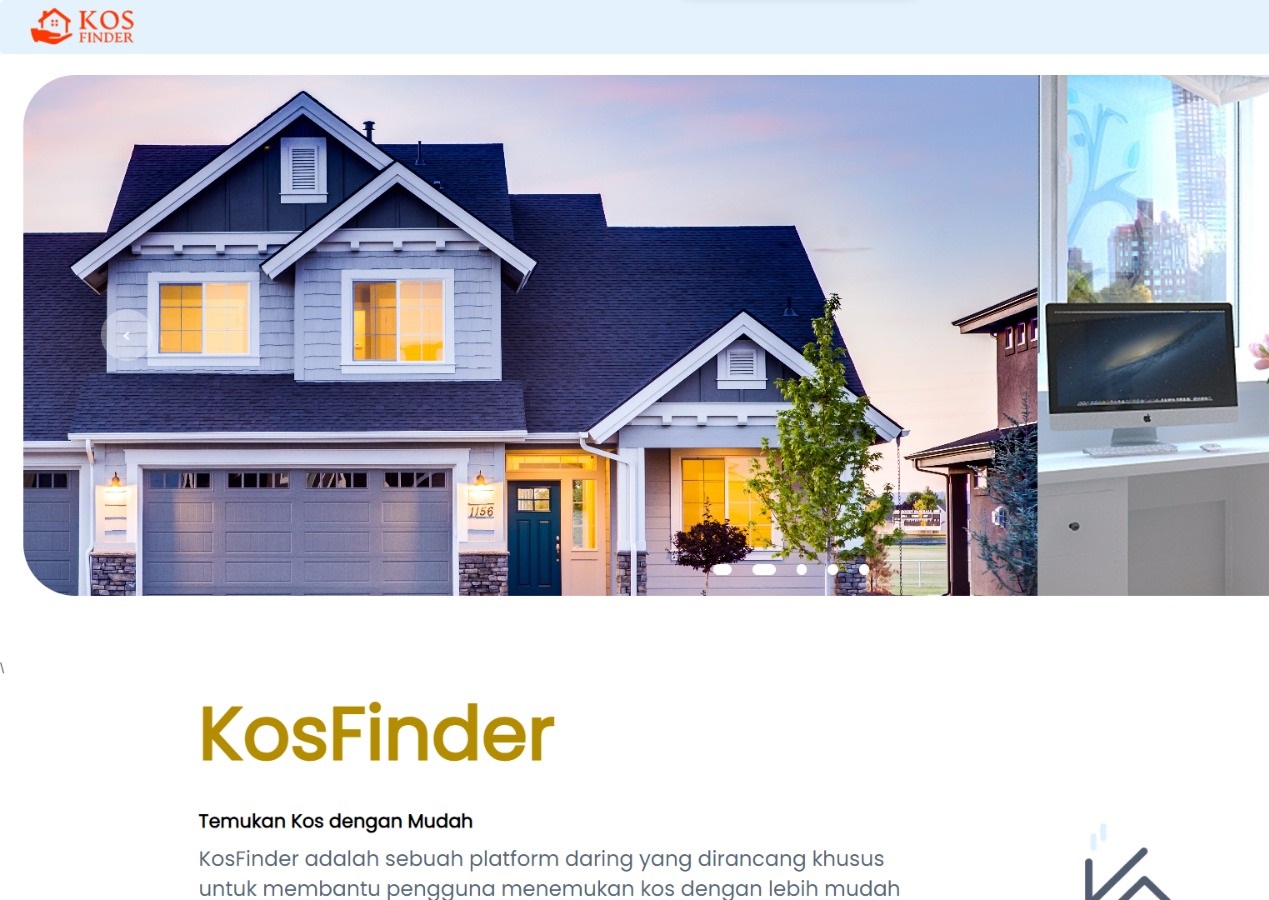 KOS
FINDER
1156
\
KosFinder
Temukan Kos dengan Mudah
KosFinder adalah sebuah platform daring yang dirancang khusus
untuk membantu pengguna menemukan kos dengan lebih mudah